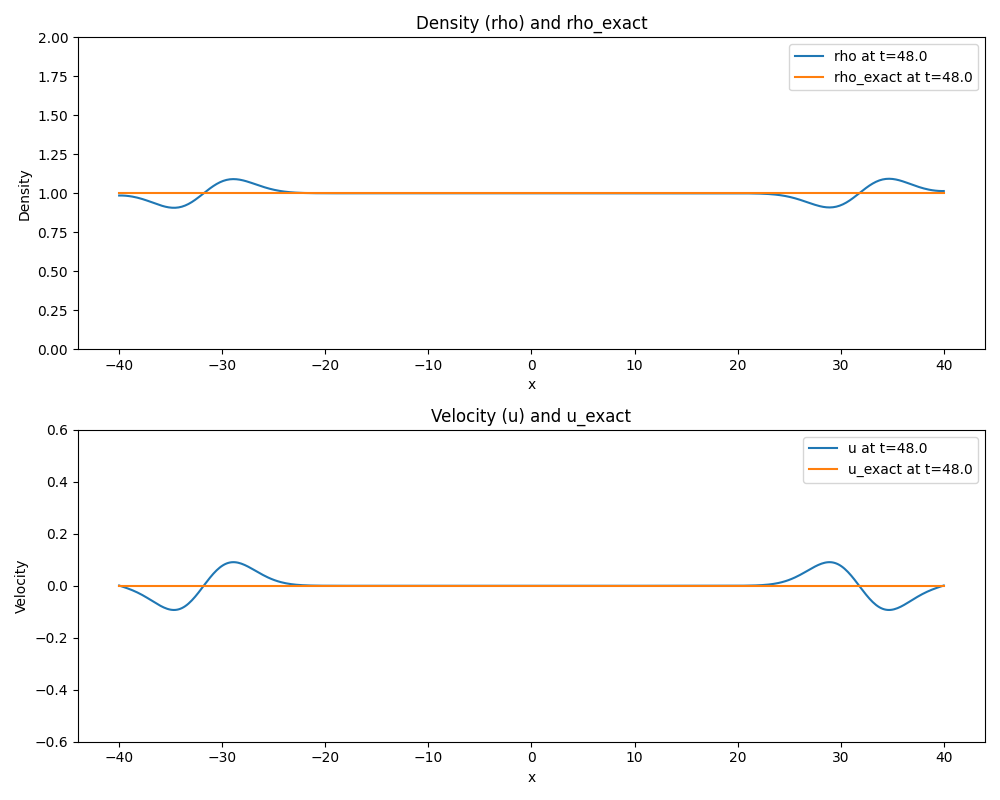 Density (rho) and rho_exact
2.00
1.75
1.50
1.25
1.00
0.75
0.50
0.25
0.00
Density
rho at t=48.0
rho_exact at t=48.0
−40 −30 −20 −10 0 10 20 30 40
x
Velocity (u) and u_exact
0.6
0.4
0.2
0.0
−0.2
−0.4
−0.6
Velocity
u at t=48.0
u_exact at t=48.0
−40 −30 −20 −10 0 10 20 30 40
x